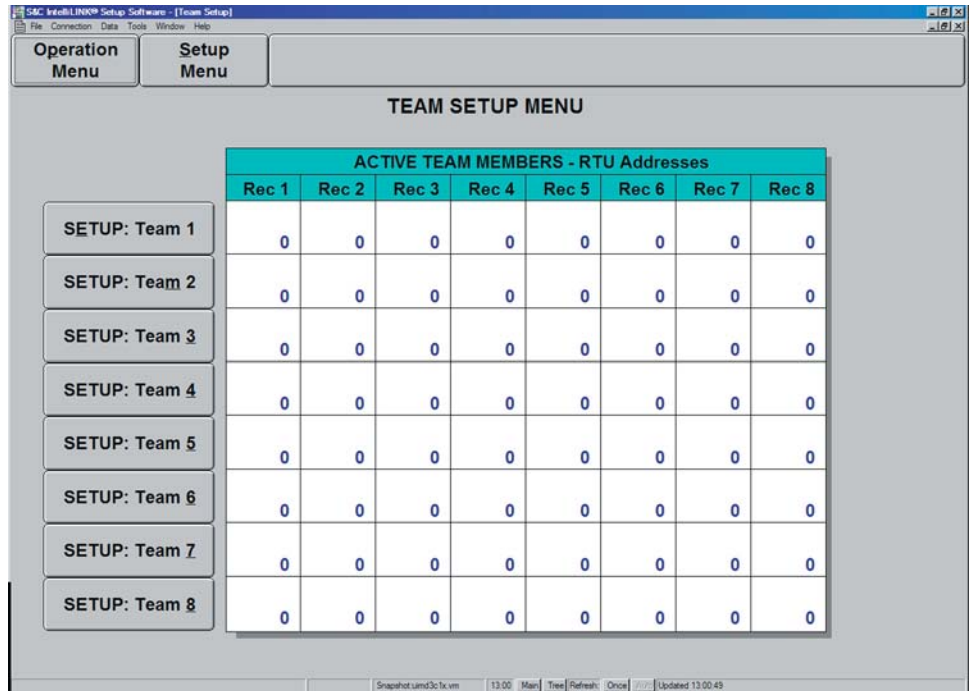 S&C IntelliLINK® Setup Software - [Team Setup]
File Connection Data Tools Window Help
Operation Menu
Setup Menu
TEAM SETUP MENU
ACTIVE TEAM MEMBERS - RTU Addresses
Rec 1 Rec 2 Rec 3 Rec 4 Rec 5 Rec 6 Rec 7 Rec 8
SETUP: Team 1 0 0 0 0 0 0 0 0
SETUP: Team 2 0 0 0 0 0 0 0 0
SETUP: Team 3 0 0 0 0 0 0 0 0
SETUP: Team 4 0 0 0 0 0 0 0 0
SETUP: Team 5 0 0 0 0 0 0 0 0
SETUP: Team 6 0 0 0 0 0 0 0 0
SETUP: Team 7 0 0 0 0 0 0 0 0
SETUP: Team 8 0 0 0 0 0 0 0 0
Snapshot:uimd3c1x.vm 13:00 Main Tree Refresh: Once Updated 13:00:49